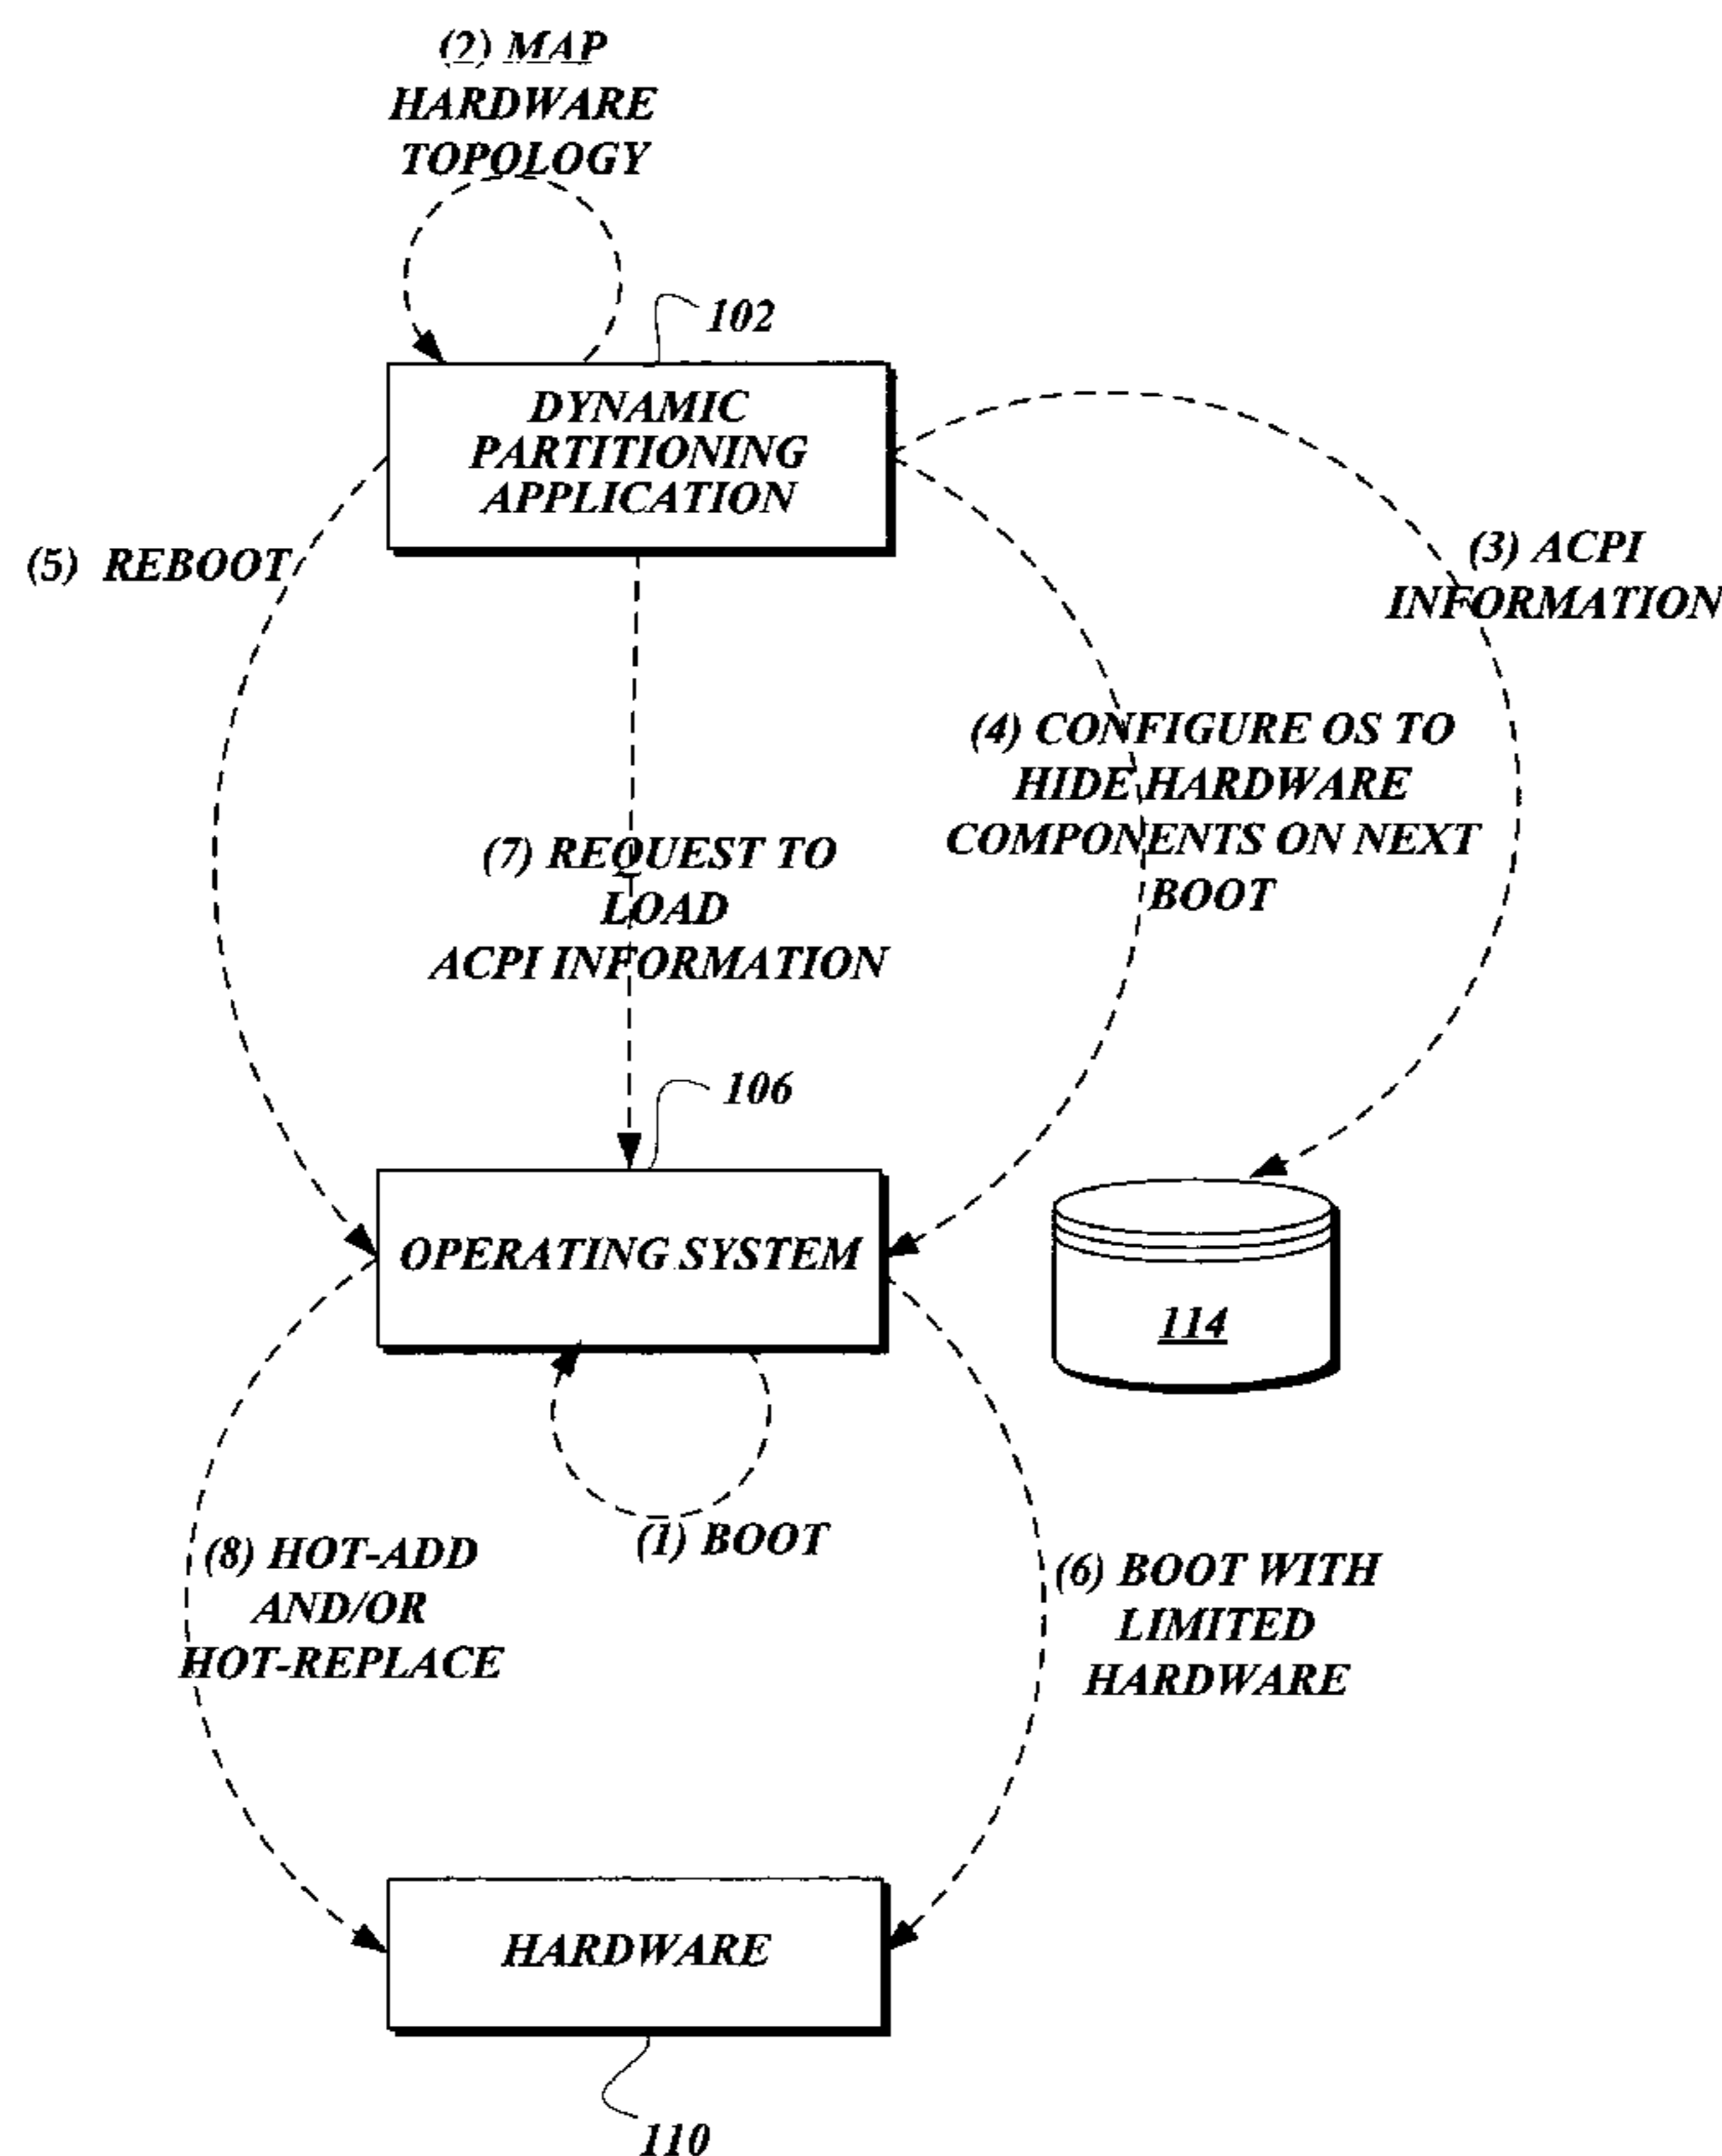 (2) MAP
HARDWARE
TOPOLOGY
102
DYNAMIC
PARTITIONING
APPLICATION
(5) REBOOT
(3) ACPI
INFORMATION
(4) CONFIGURE OS TO
HIDE HARDWARE
COMPONENTS ON NEXT
BOOT
(7) REQUEST TO
LOAD
ACPI INFORMATION
106
OPERATING SYSTEM
114
(1) BOOT
(8) HOT-ADD
AND/OR
HOT-REPLACE
(6) BOOT WITH
LIMITED
HARDWARE
HARDWARE
110